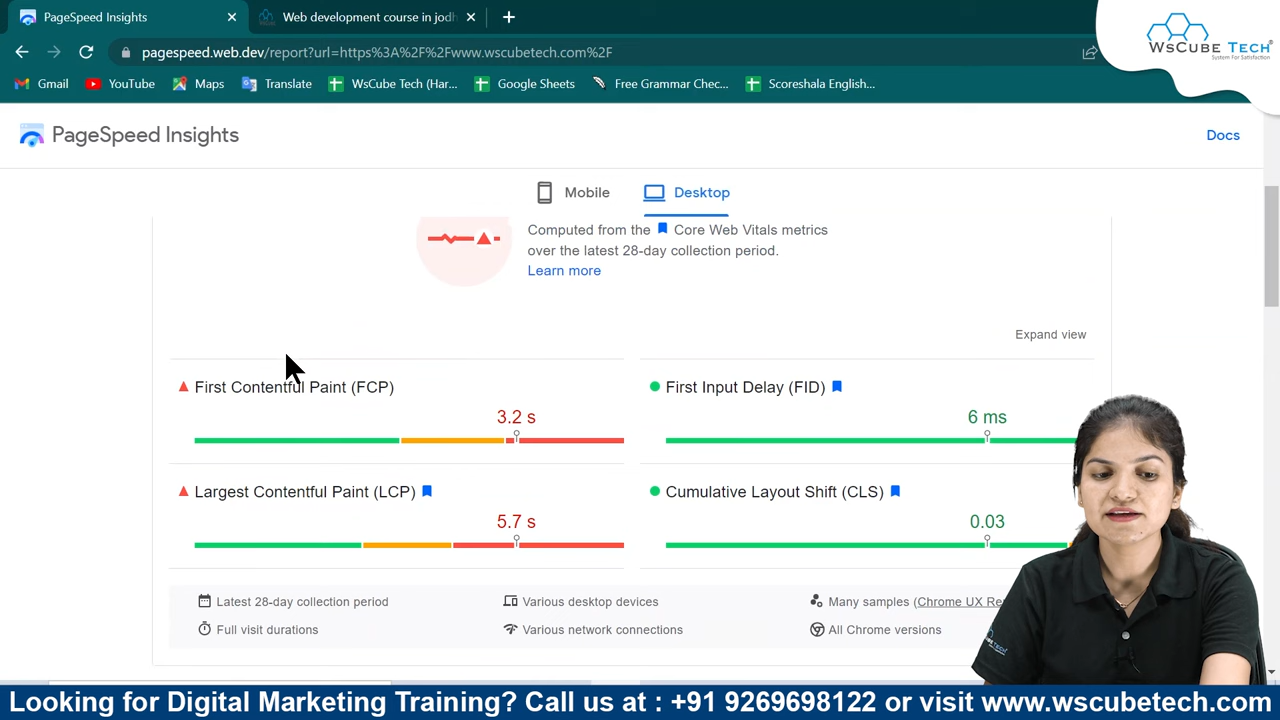 PageSpeed Insights
Web development course in jodh
WsCube Tech
System For Satisfaction
pagespeed.web.dev/report?url=https%3A%2F%2Fwww.wscubetech.com%2F
Gmail YouTube Maps Translate WsCube Tech (Har... Google Sheets Free Grammar Chec... Scoreshala English...
PageSpeed Insights Docs
Mobile Desktop
Computed from the Core Web Vitals metrics
over the latest 28-day collection period.
Learn more
Expand view
First Contentful Paint (FCP)
3.2 s
First Input Delay (FID)
6 ms
Largest Contentful Paint (LCP)
5.7 s
Cumulative Layout Shift (CLS)
0.03
Latest 28-day collection period Various desktop devices Many samples (Chrome UX Re
Full visit durations Various network connections All Chrome versions
WsCUBE TECH
Looking for Digital Marketing Training? Call us at : +91 9269698122 or visit www.wscubetech.com